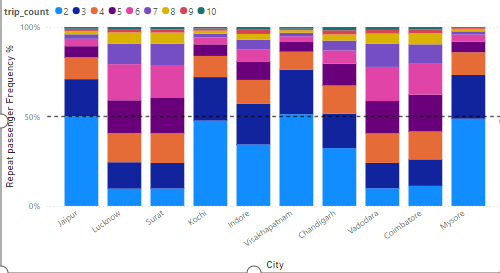 trip_count 2 3 4 5 6 7 8 9 10
100%
50%
0%
Repeat passenger Frequency %
Jaipur
Lucknow
Surat
Kochi
Indore
Visakhapatnam
Chandigarh
Vadodara
Coimbatore
Mysore
City